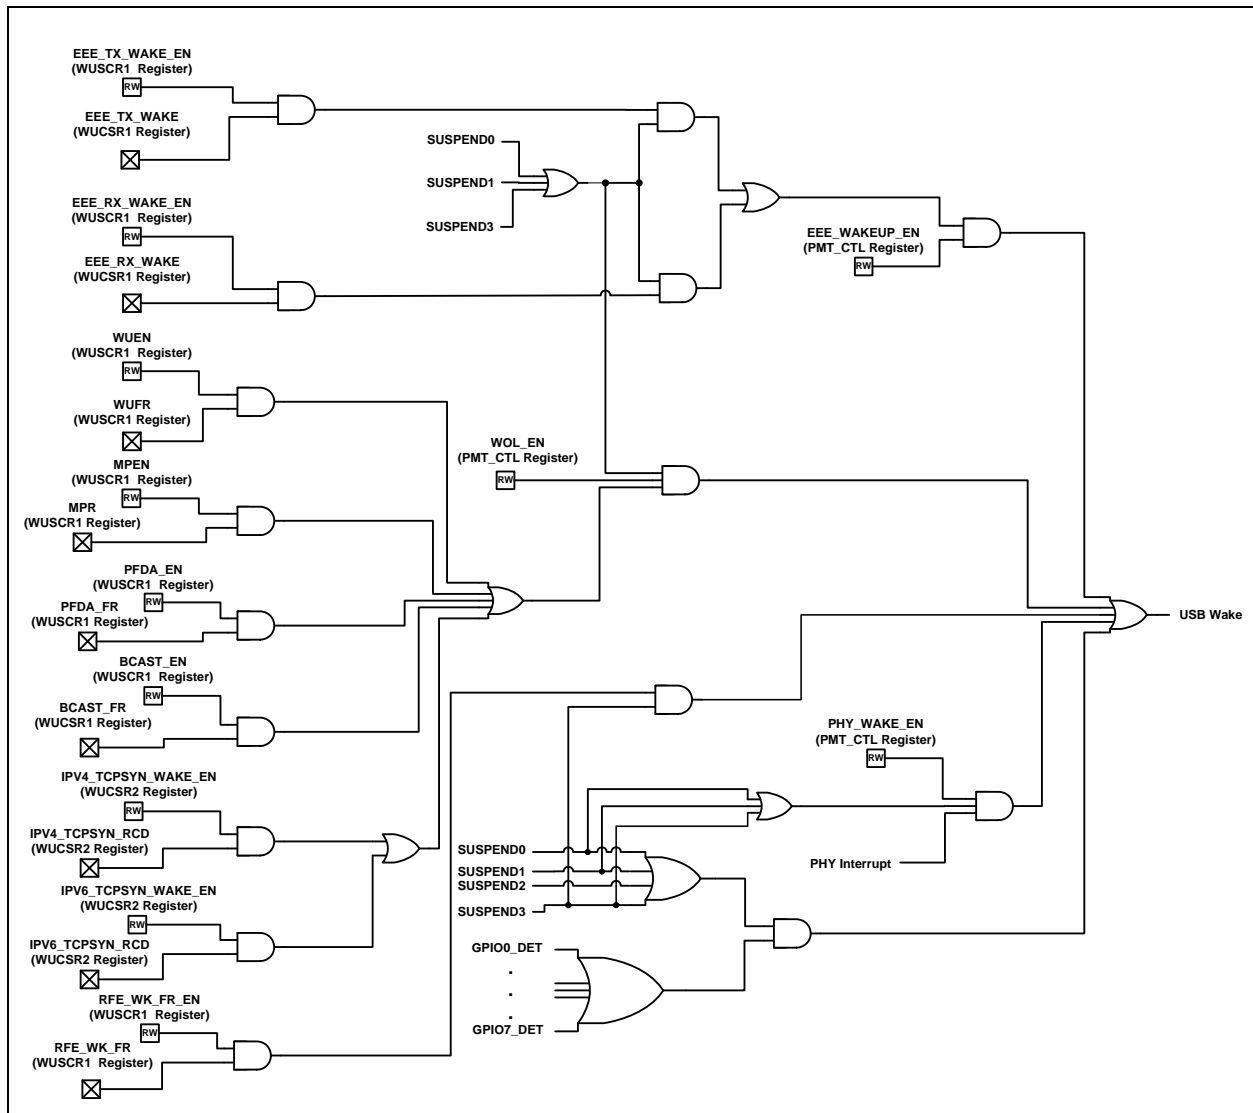 EEE_TX_WAKE_EN
(WUSCR1  Register)
RW
EEE_TX_WAKE
(WUCSR1 Register)
SUSPEND0
SUSPEND1
SUSPEND3
EEE_RX_WAKE_EN
(WUCSR1 Register)
RW
EEE_RX_WAKE
(WUCSR1 Register)
EEE_WAKEUP_EN
(PMT_CTL Register)
RW
WUEN
(WUSCR1  Register)
RW
WUFR
(WUSCR1 Register)
WOL_EN
(PMT_CTL Register)
RW
MPEN
(WUSCR1  Register)
RW
MPR
(WUSCR1 Register)
PFDA_EN
(WUSCR1  Register)
RW
PFDA_FR
(WUSCR1 Register)
USB Wake
BCAST_EN
(WUSCR1  Register)
RW
BCAST_FR
(WUCSR1 Register)
PHY_WAKE_EN
(PMT_CTL Register)
RW
IPV4_TCPSYN_WAKE_EN
(WUCSR2 Register)
RW
IPV4_TCPSYN_RCD
(WUCSR2 Register)
SUSPEND0
SUSPEND1
SUSPEND2
SUSPEND3
PHY Interrupt
IPV6_TCPSYN_WAKE_EN
(WUCSR2 Register)
RW
IPV6_TCPSYN_RCD
(WUCSR2 Register)
GPIO0_DET
.
.
.
GPIO7_DET
RFE_WK_FR_EN
(WUSCR1  Register)
RW
RFE_WK_FR
(WUSCR1  Register)